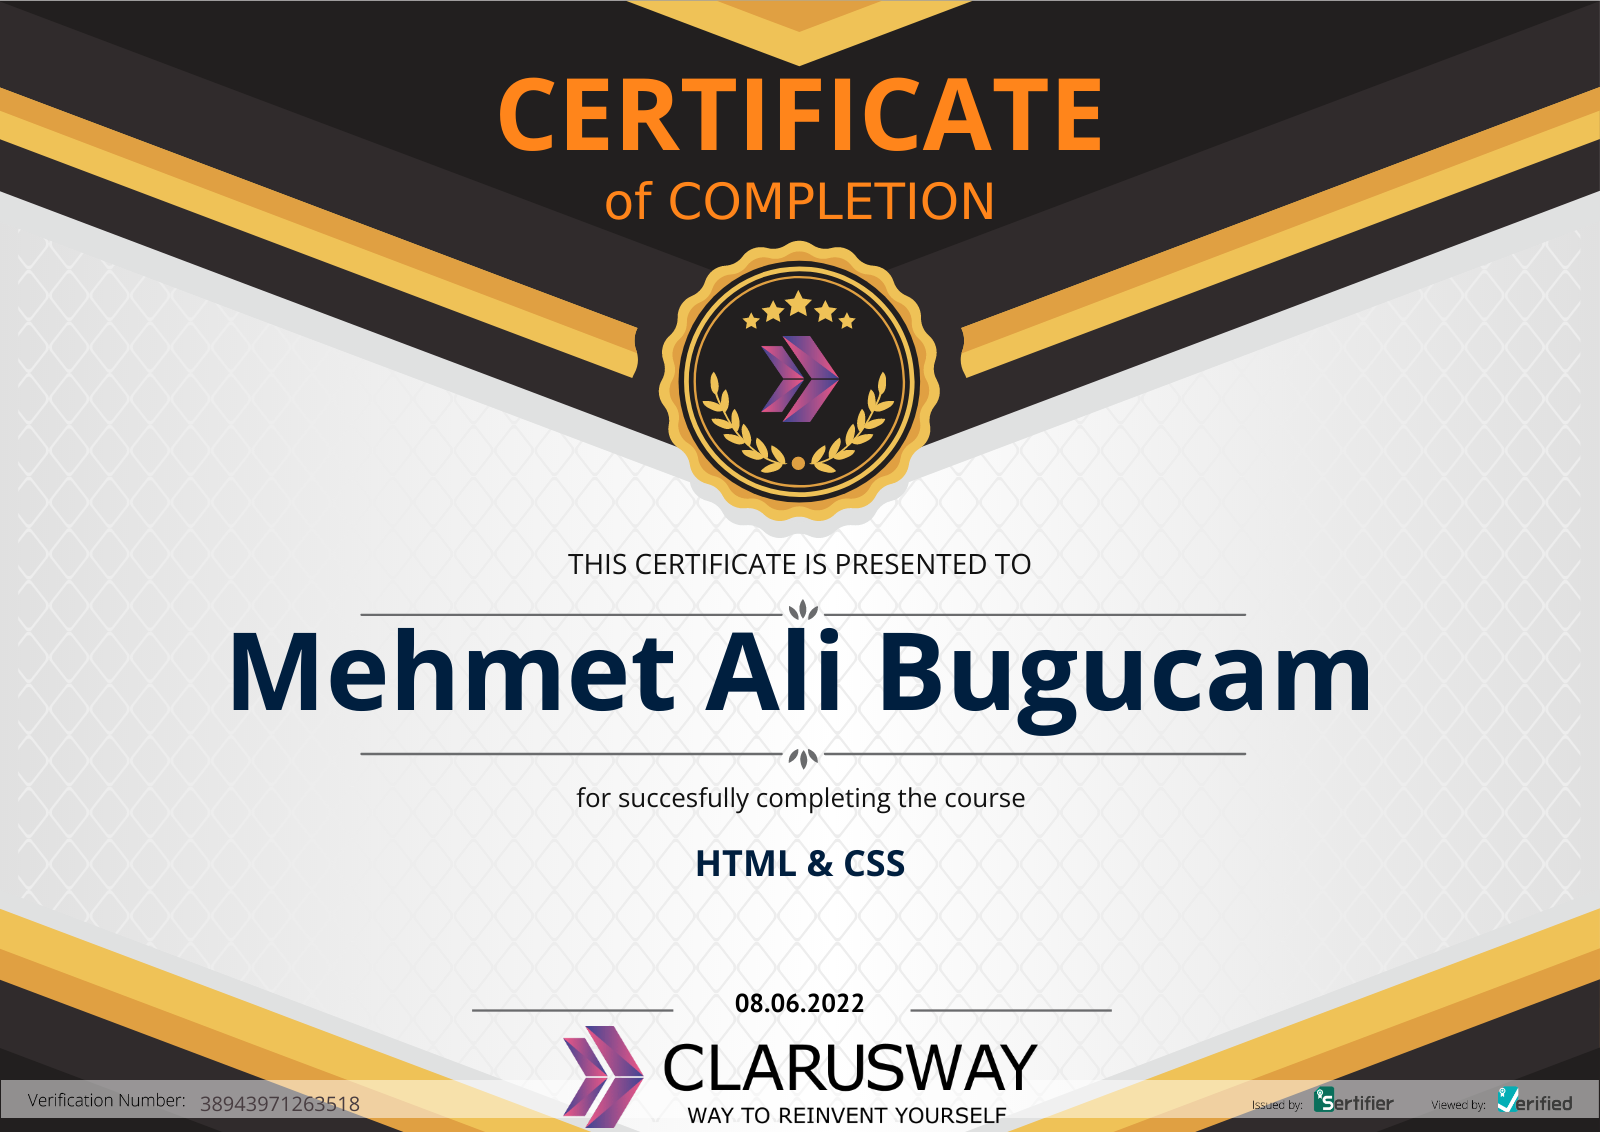 CERTIFICATE
of COMPLETION
THIS CERTIFICATE IS PRESENTED TO
Mehmet Ali Bugucam
for succesfully completing the course
HTML & CSS
08.06.2022
CLARUSWAY
WAY TO REINVENT YOURSELF
Verification Number: 38943971263518
Issued by: Sertifier Viewed by: Verified